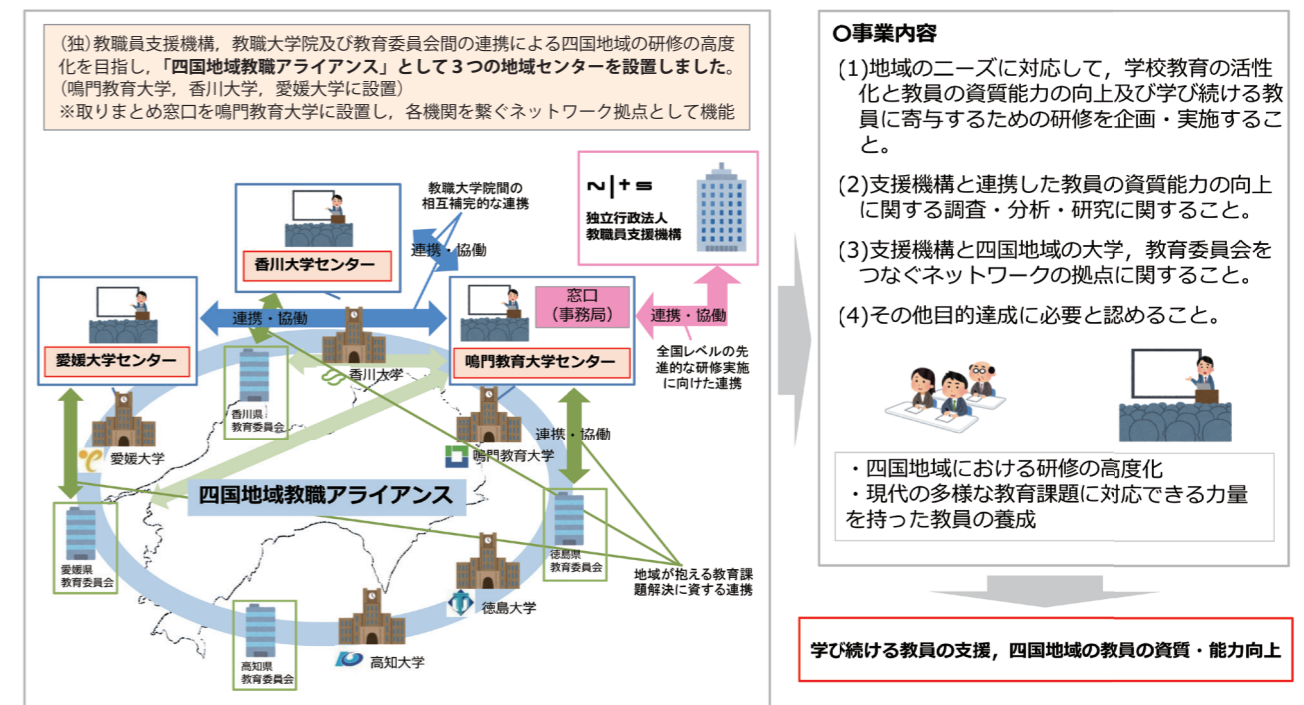 (独)教職員支援機構，教職大学院及び教育委員会間の連携による四国地域の研修の高度
化を目指し，「四国地域教職アライアンス」として３つの地域センターを設置しました。
(鳴門教育大学，香川大学，愛媛大学に設置)
※取りまとめ窓口を鳴門教育大学に設置し，各機関を繋ぐネットワーク拠点として機能
教職大学院間の
相互補完的な連携
独立行政法人
教職員支援機構
連携・協働
香川大学センター
窓口
（事務局）
連携・協働
連携・協働
愛媛大学センター
鳴門教育大学センター
全国レベルの先
進的な研修実施
に向けた連携
香川大学
香川県
教育委員会
連携・協働
愛媛大学
鳴門教育大学
四国地域教職アライアンス
愛媛県
教育委員会
徳島県
教育委員会
地域が抱える教育課
題解決に資する連携
徳島大学
高知大学
高知県
教育委員会
〇事業内容
(1)地域のニーズに対応して，学校教育の活性
化と教員の資質能力の向上及び学び続ける教
員に寄与するための研修を企画・実施するこ
と。
(2)支援機構と連携した教員の資質能力の向上
に関する調査・分析・研究に関すること。
(3)支援機構と四国地域の大学，教育委員会を
つなぐネットワークの拠点に関すること。
(4)その他目的達成に必要と認めること。
・四国地域における研修の高度化
・現代の多様な教育課題に対応できる力量
を持った教員の養成
学び続ける教員の支援，四国地域の教員の資質・能力向上